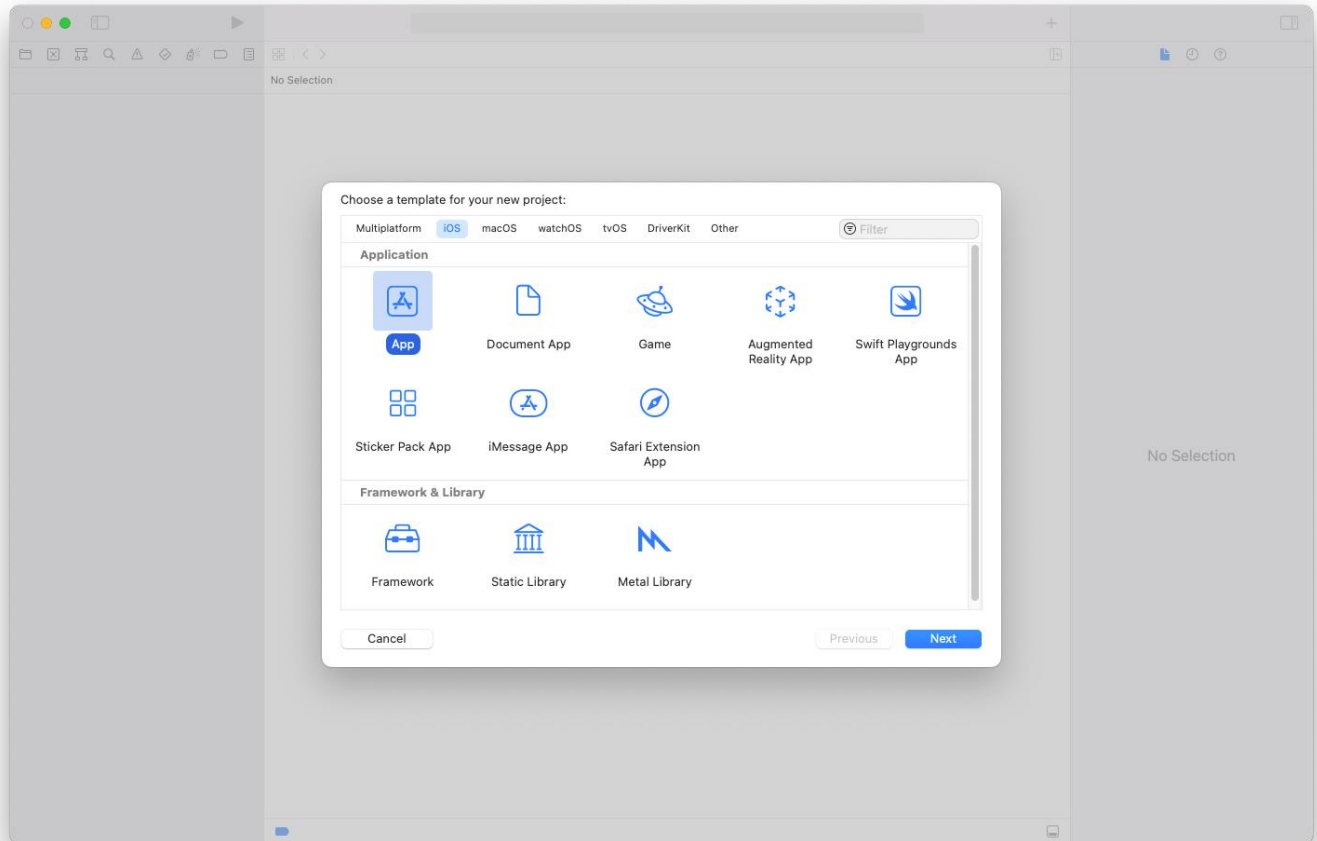 No Selection
Choose a template for your new project:
Multiplatform iOS macOS watchOS tvOS DriverKit Other Filter
Application
App Document App Game Augmented Reality App Swift Playgrounds App
Sticker Pack App iMessage App Safari Extension App
No Selection
Framework & Library
Framework Static Library Metal Library
Cancel Previous Next